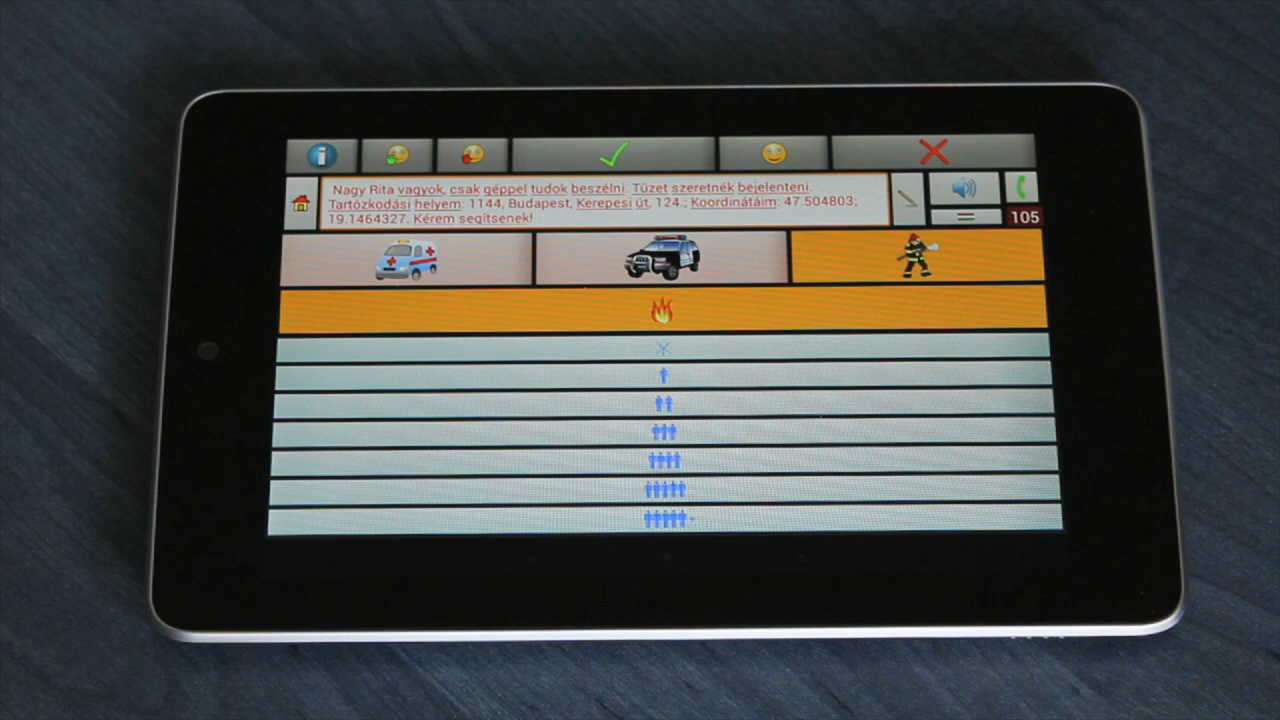 Nagy Rita vagyok, csak géppel tudok beszélni. Tüzet szeretnék bejelenteni.
Tartózkodási helyem: 1144, Budapest, Kerepesi út, 124.; Koordinátáim: 47.504803;
19.1464327. Kérem segítsenek!
105